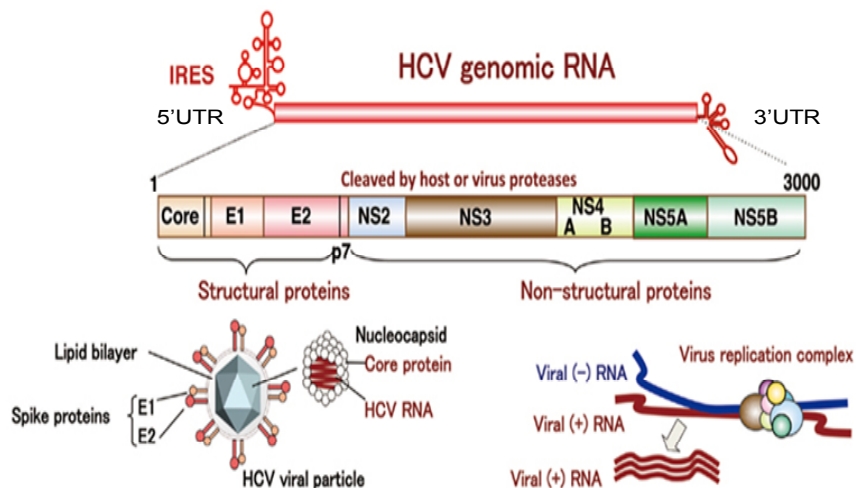 HCV genomic RNA
IRES
5'UTR
3'UTR
1
Cleaved by host or virus proteases
3000
Core
E1
E2
NS2
NS3
NS4
A B
NS5A
NS5B
p7
Structural proteins
Non-structural proteins
Nucleocapsid
Lipid bilayer
Core protein
HCV RNA
Spike proteins
E1
E2
HCV viral particle
Virus replication complex
Viral (-) RNA
Viral (+) RNA
Viral (+) RNA